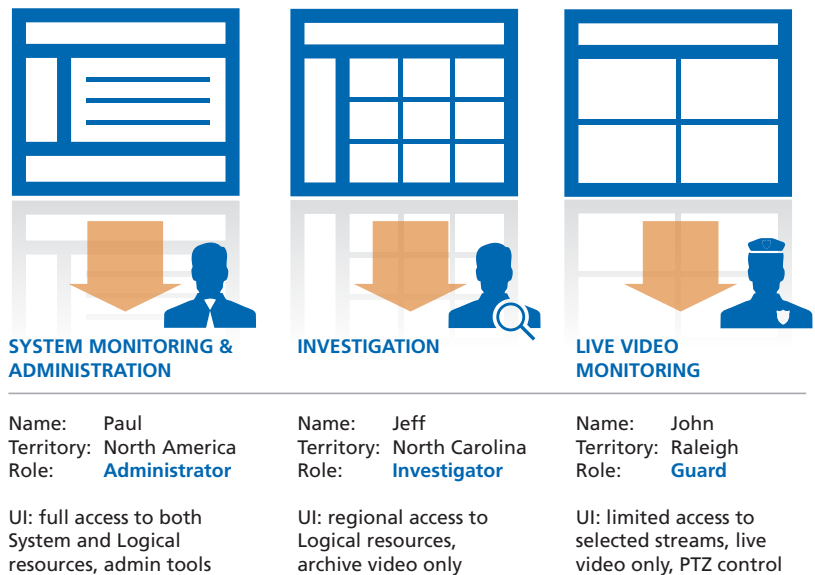 SYSTEM MONITORING &
ADMINISTRATION
Name: Paul
Territory: North America
Role: Administrator
UI: full access to both
System and Logical
resources, admin tools
INVESTIGATION
Name: Jeff
Territory: North Carolina
Role: Investigator
UI: regional access to
Logical resources,
archive video only
LIVE VIDEO
MONITORING
Name: John
Territory: Raleigh
Role: Guard
UI: limited access to
selected streams, live
video only, PTZ control